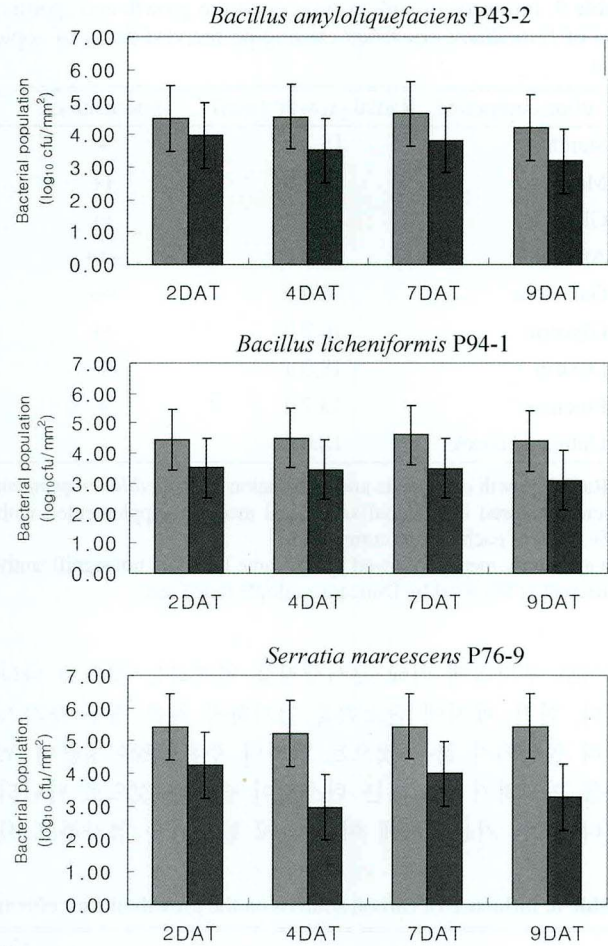 Bacillus amyloliquefaciens P43-2
Bacterial population
(log₁₀ cfu/mm²)
7.00
6.00
5.00
4.00
3.00
2.00
1.00
0.00
2DAT 4DAT 7DAT 9DAT
Bacillus licheniformis P94-1
Bacterial population
(log₁₀cfu/mm²)
7.00
6.00
5.00
4.00
3.00
2.00
1.00
0.00
2DAT 4DAT 7DAT 9DAT
Serratia marcescens P76-9
Bacterial population
(log₁₀ cfu/mm²)
7.00
6.00
5.00
4.00
3.00
2.00
1.00
0.00
2DAT 4DAT 7DAT 9DAT